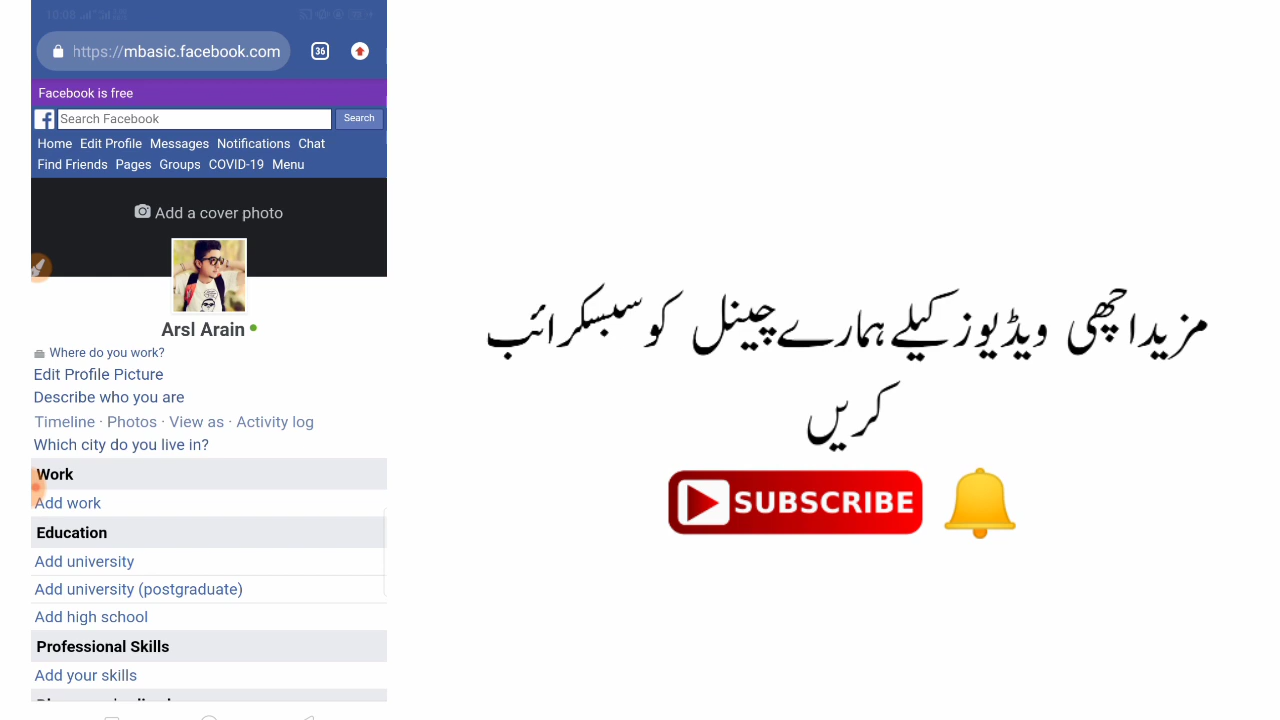 10:08
https://mbasic.facebook.com
36
Facebook is free
Search Facebook
Search
Home Edit Profile Messages Notifications Chat
Find Friends Pages Groups COVID-19 Menu
Add a cover photo
Arsl Arain
Where do you work?
Edit Profile Picture
Describe who you are
Timeline · Photos · View as · Activity log
Which city do you live in?
Work
Add work
Education
Add university
Add university (postgraduate)
Add high school
Professional Skills
Add your skills
مزیداچھی ویڈیوز کیلے ہمارے چینل کو سبسکرائب
کریں
SUBSCRIBE